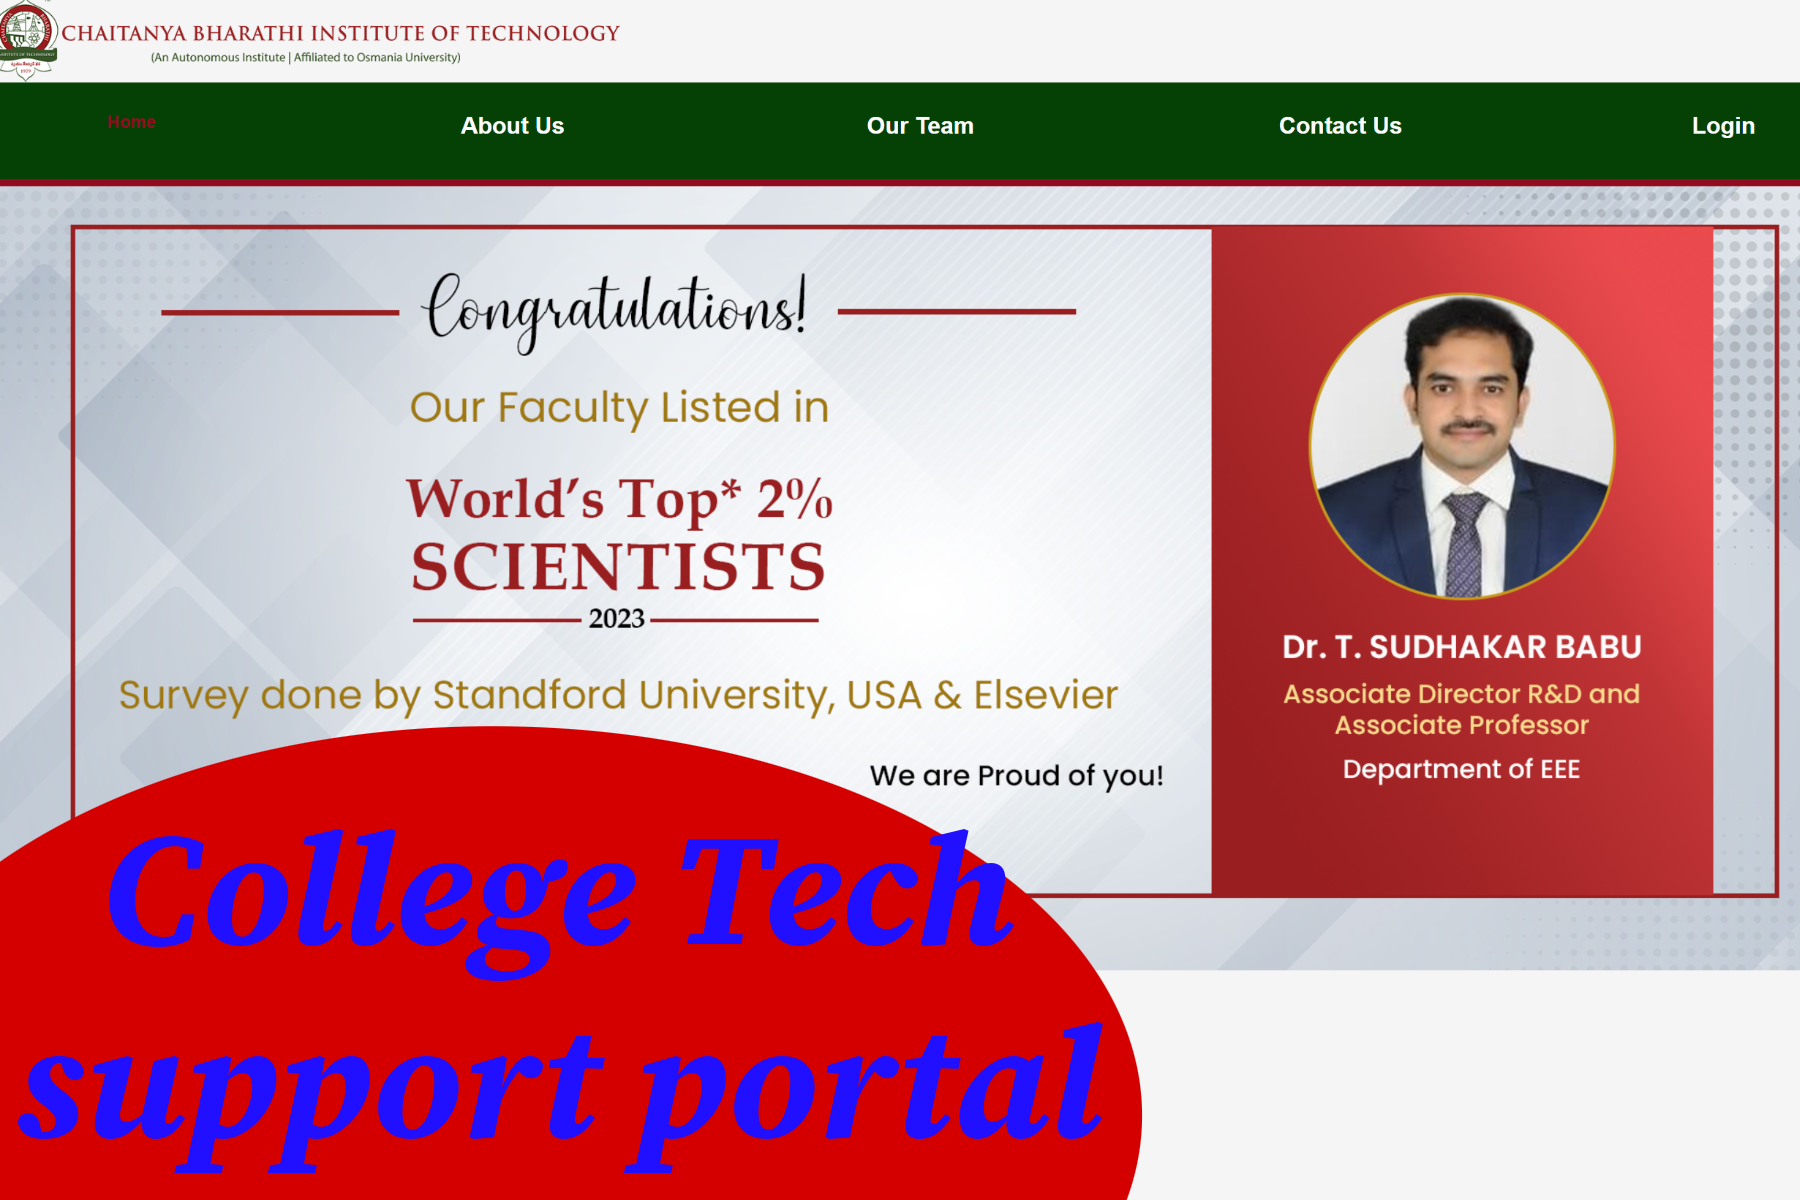 CHAITANYA BHARATHI INSTITUTE OF TECHNOLOGY
(An Autonomous Institute | Affiliated to Osmania University)
1979
Home About Us Our Team Contact Us Login
Congratulations!
Our Faculty Listed in
World's Top* 2%
SCIENTISTS
2023
Survey done by Standford University, USA & Elsevier
We are Proud of you!
Dr. T. SUDHAKAR BABU
Associate Director R&D and
Associate Professor
Department of EEE
College Tech
support portal